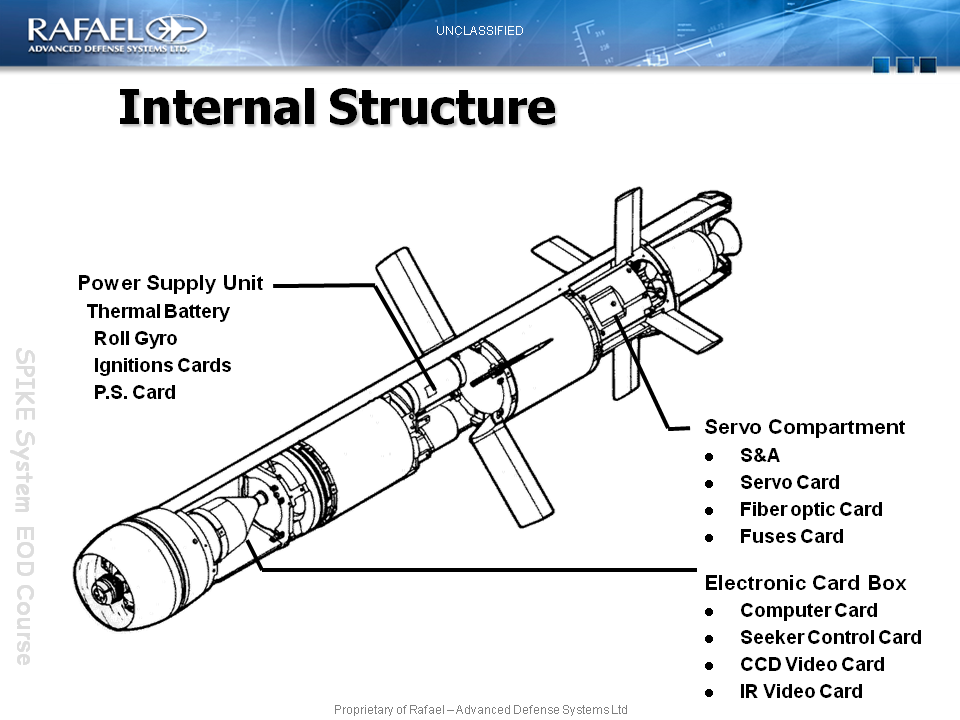 RAFAEL
ADVANCED DEFENSE SYSTEMS LTD.
UNCLASSIFIED
Internal Structure
Power Supply Unit
Thermal Battery
Roll Gyro
Ignitions Cards
P.S. Card
Servo Compartment
● S&A
● Servo Card
● Fiber optic Card
● Fuses Card
Electronic Card Box
● Computer Card
● Seeker Control Card
● CCD Video Card
● IR Video Card
SPIKE System EOD Course
Proprietary of Rafael – Advanced Defense Systems Ltd